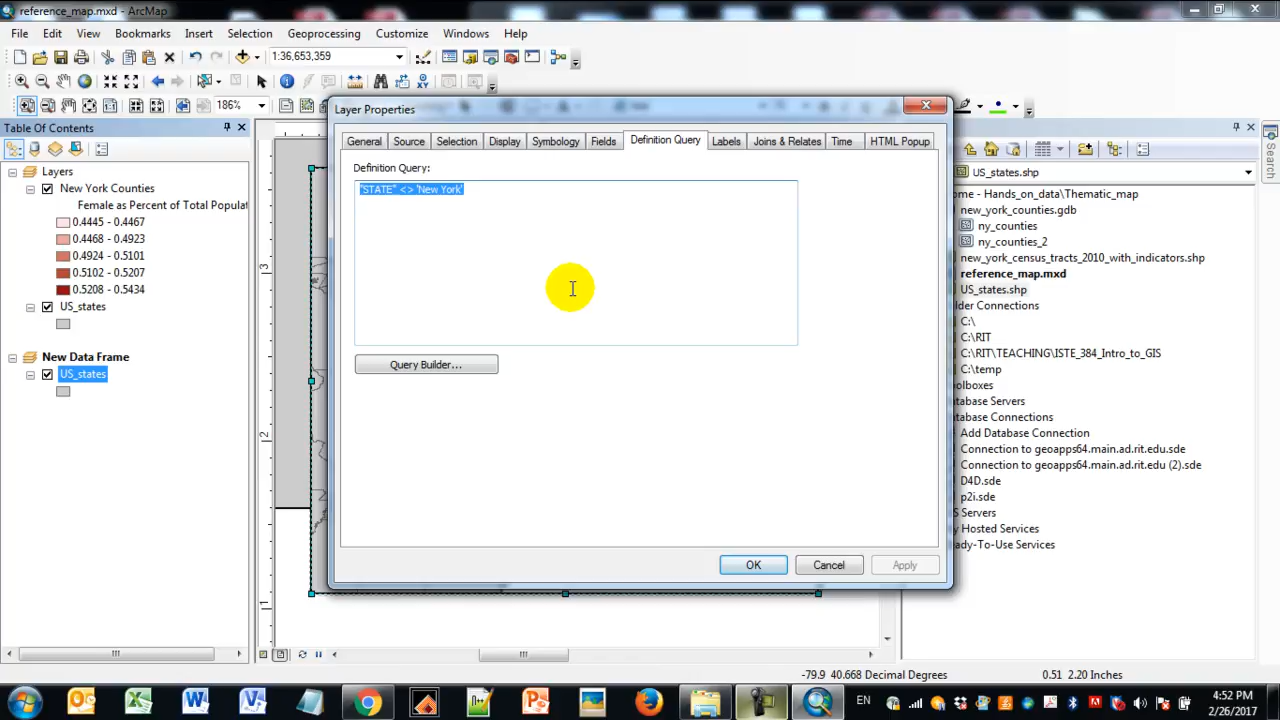 reference_map.mxd - ArcMap
File Edit View Bookmarks Insert Selection Geoprocessing Customize Windows Help
1:36,653,359
186%
Table Of Contents
Layers
New York Counties
Female as Percent of Total Populat
0.4445 - 0.4467
0.4468 - 0.4923
0.4924 - 0.5101
0.5102 - 0.5207
0.5208 - 0.5434
US_states
New Data Frame
US_states
3
2
1
Layer Properties
General Source Selection Display Symbology Fields Definition Query Labels Joins & Relates Time HTML Popup
Definition Query:
"STATE" <> 'New York'
Query Builder...
OK Cancel Apply
Search
US_states.shp
ome - Hands_on_data\Thematic_map
new_york_counties.gdb
ny_counties
ny_counties_2
new_york_census_tracts_2010_with_indicators.shp
reference_map.mxd
US_states.shp
lder Connections
C:\
C:\RIT
C:\RIT\TEACHING\ISTE_384_Intro_to_GIS
C:\temp
olboxes
atabase Servers
atabase Connections
Add Database Connection
Connection to geoapps64.main.ad.rit.edu.sde
Connection to geoapps64.main.ad.rit.edu (2).sde
D4D.sde
p2i.sde
S Servers
y Hosted Services
eady-To-Use Services
-79.9 40.668 Decimal Degrees
0.51 2.20 Inches
EN
4:52 PM
2/26/2017